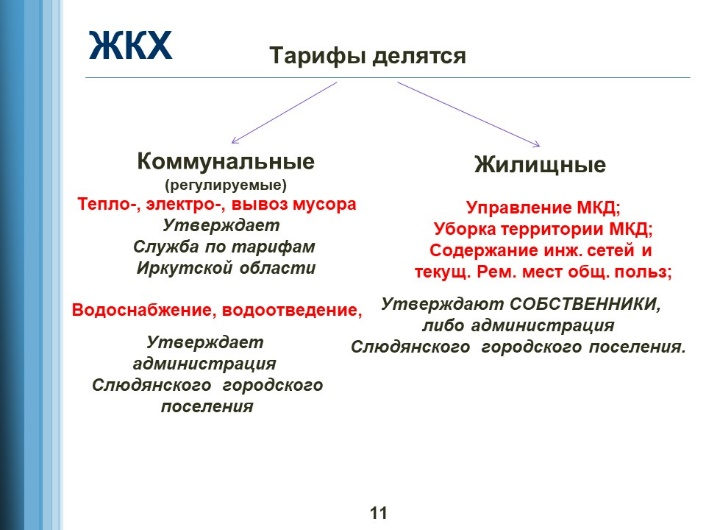 ЖКХ
Тарифы делятся
Коммунальные
(регулируемые)
Тепло-, электро-, вывоз мусора
Утверждает
Служба по тарифам
Иркутской области
Водоснабжение, водоотведение,
Утверждает
администрация
Слюдянского городского
поселения
Жилищные
Управление МКД;
Уборка территории МКД;
Содержание инж. сетей и
текущ. Рем. мест общ. польз;
Утверждают СОБСТВЕННИКИ,
либо администрация
Слюдянского городского поселения.
11